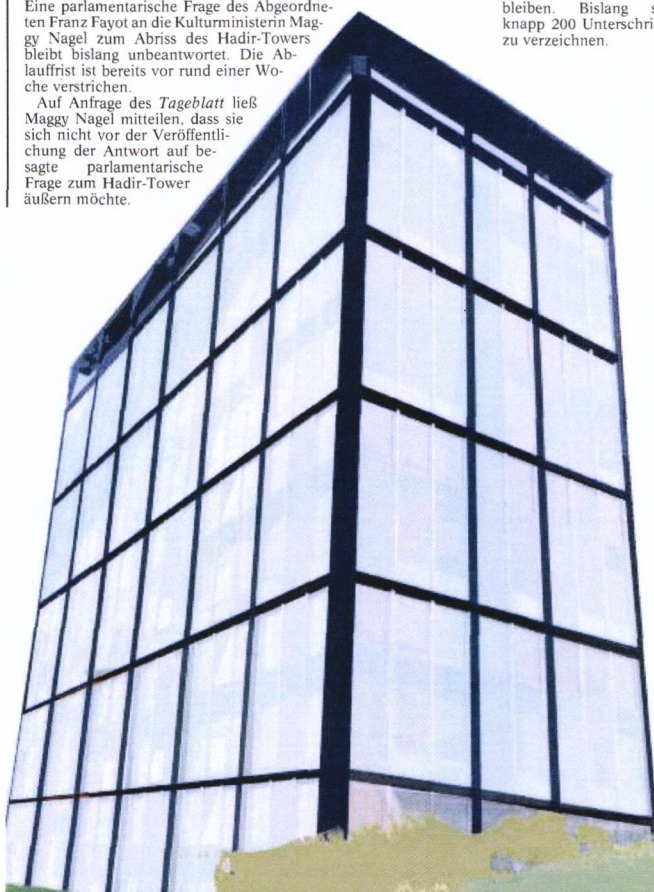 Eine parlamentarische Frage des Abgeordne-
ten Franz Fayot an die Kulturministerin Mag-
gy Nagel zum Abriss des Hadir-Towers
bleibt bislang unbeantwortet. Die Ab-
lauffrist ist bereits vor rund einer Wo-
che verstrichen.
Auf Anfrage des Tageblatt ließ
Maggy Nagel mitteilen, dass sie
sich nicht vor der Veröffentli-
chung der Antwort auf be-
sagte parlamentarische
Frage zum Hadir-Tower
äußern möchte.
bleiben. Bislang
knapp 200
zu verzeichnen.